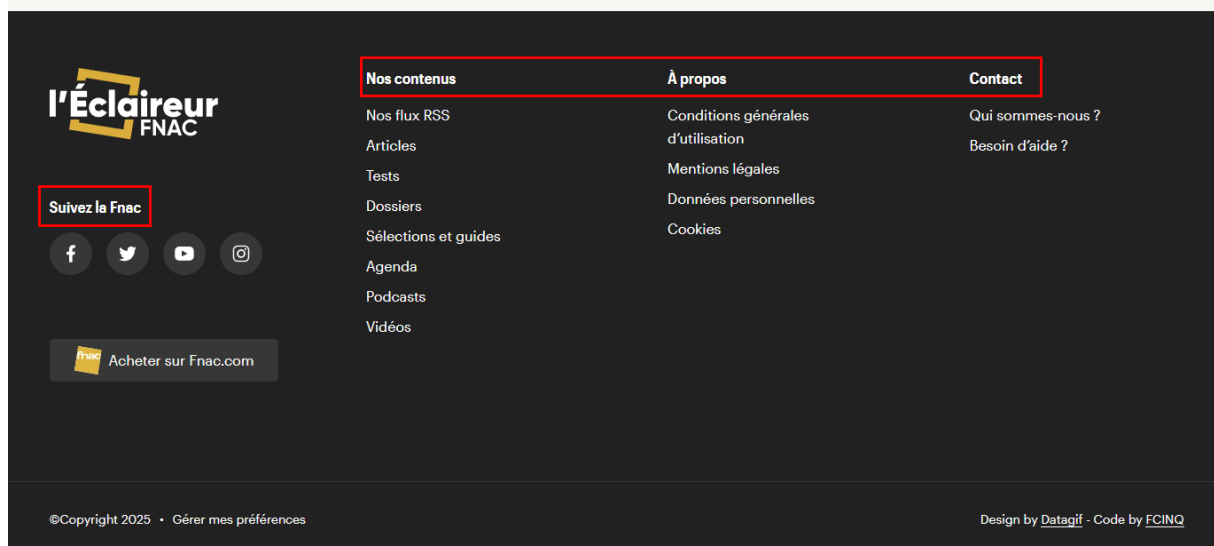 l'Éclaireur
FNAC
Suivez la Fnac
fnac Acheter sur Fnac.com
Nos contenus
Nos flux RSS
Articles
Tests
Dossiers
Sélections et guides
Agenda
Podcasts
Vidéos
À propos
Conditions générales
d'utilisation
Mentions légales
Données personnelles
Cookies
Contact
Qui sommes-nous ?
Besoin d'aide ?
©Copyright 2025 • Gérer mes préférences
Design by Datagif - Code by FCINQ